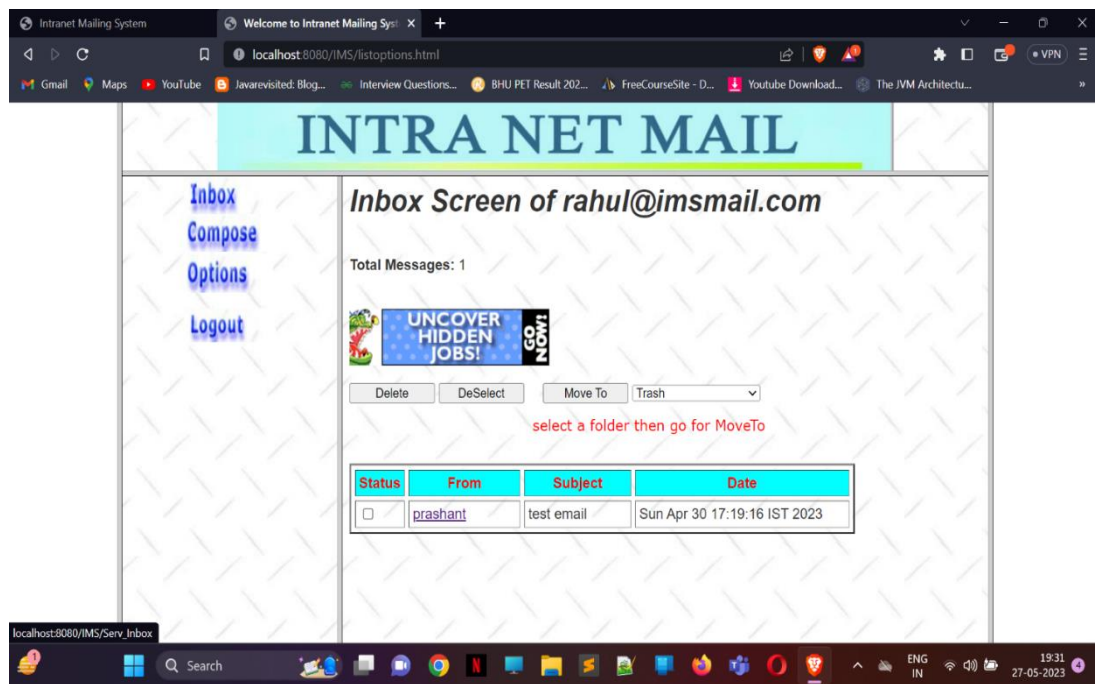 Intranet Mailing System
Welcome to Intranet Mailing Syst
localhost:8080/IMS/listoptions.html
VPN
Gmail Maps YouTube Javarevisited: Blog... Interview Questions... BHU PET Result 202... FreeCourseSite - D... Youtube Download... The JVM Architectu... »
INTRA NET MAIL
Inbox
Compose
Options
Logout
Inbox Screen of rahul@imsmail.com
Total Messages: 1
UNCOVER
HIDDEN
JOBS!
GO
NOW!
Delete DeSelect Move To Trash
select a folder then go for MoveTo
Status From Subject Date
prashant test email Sun Apr 30 17:19:16 IST 2023
localhost:8080/IMS/Serv_Inbox
1
Search
ENG
IN
19:31
27-05-2023
4